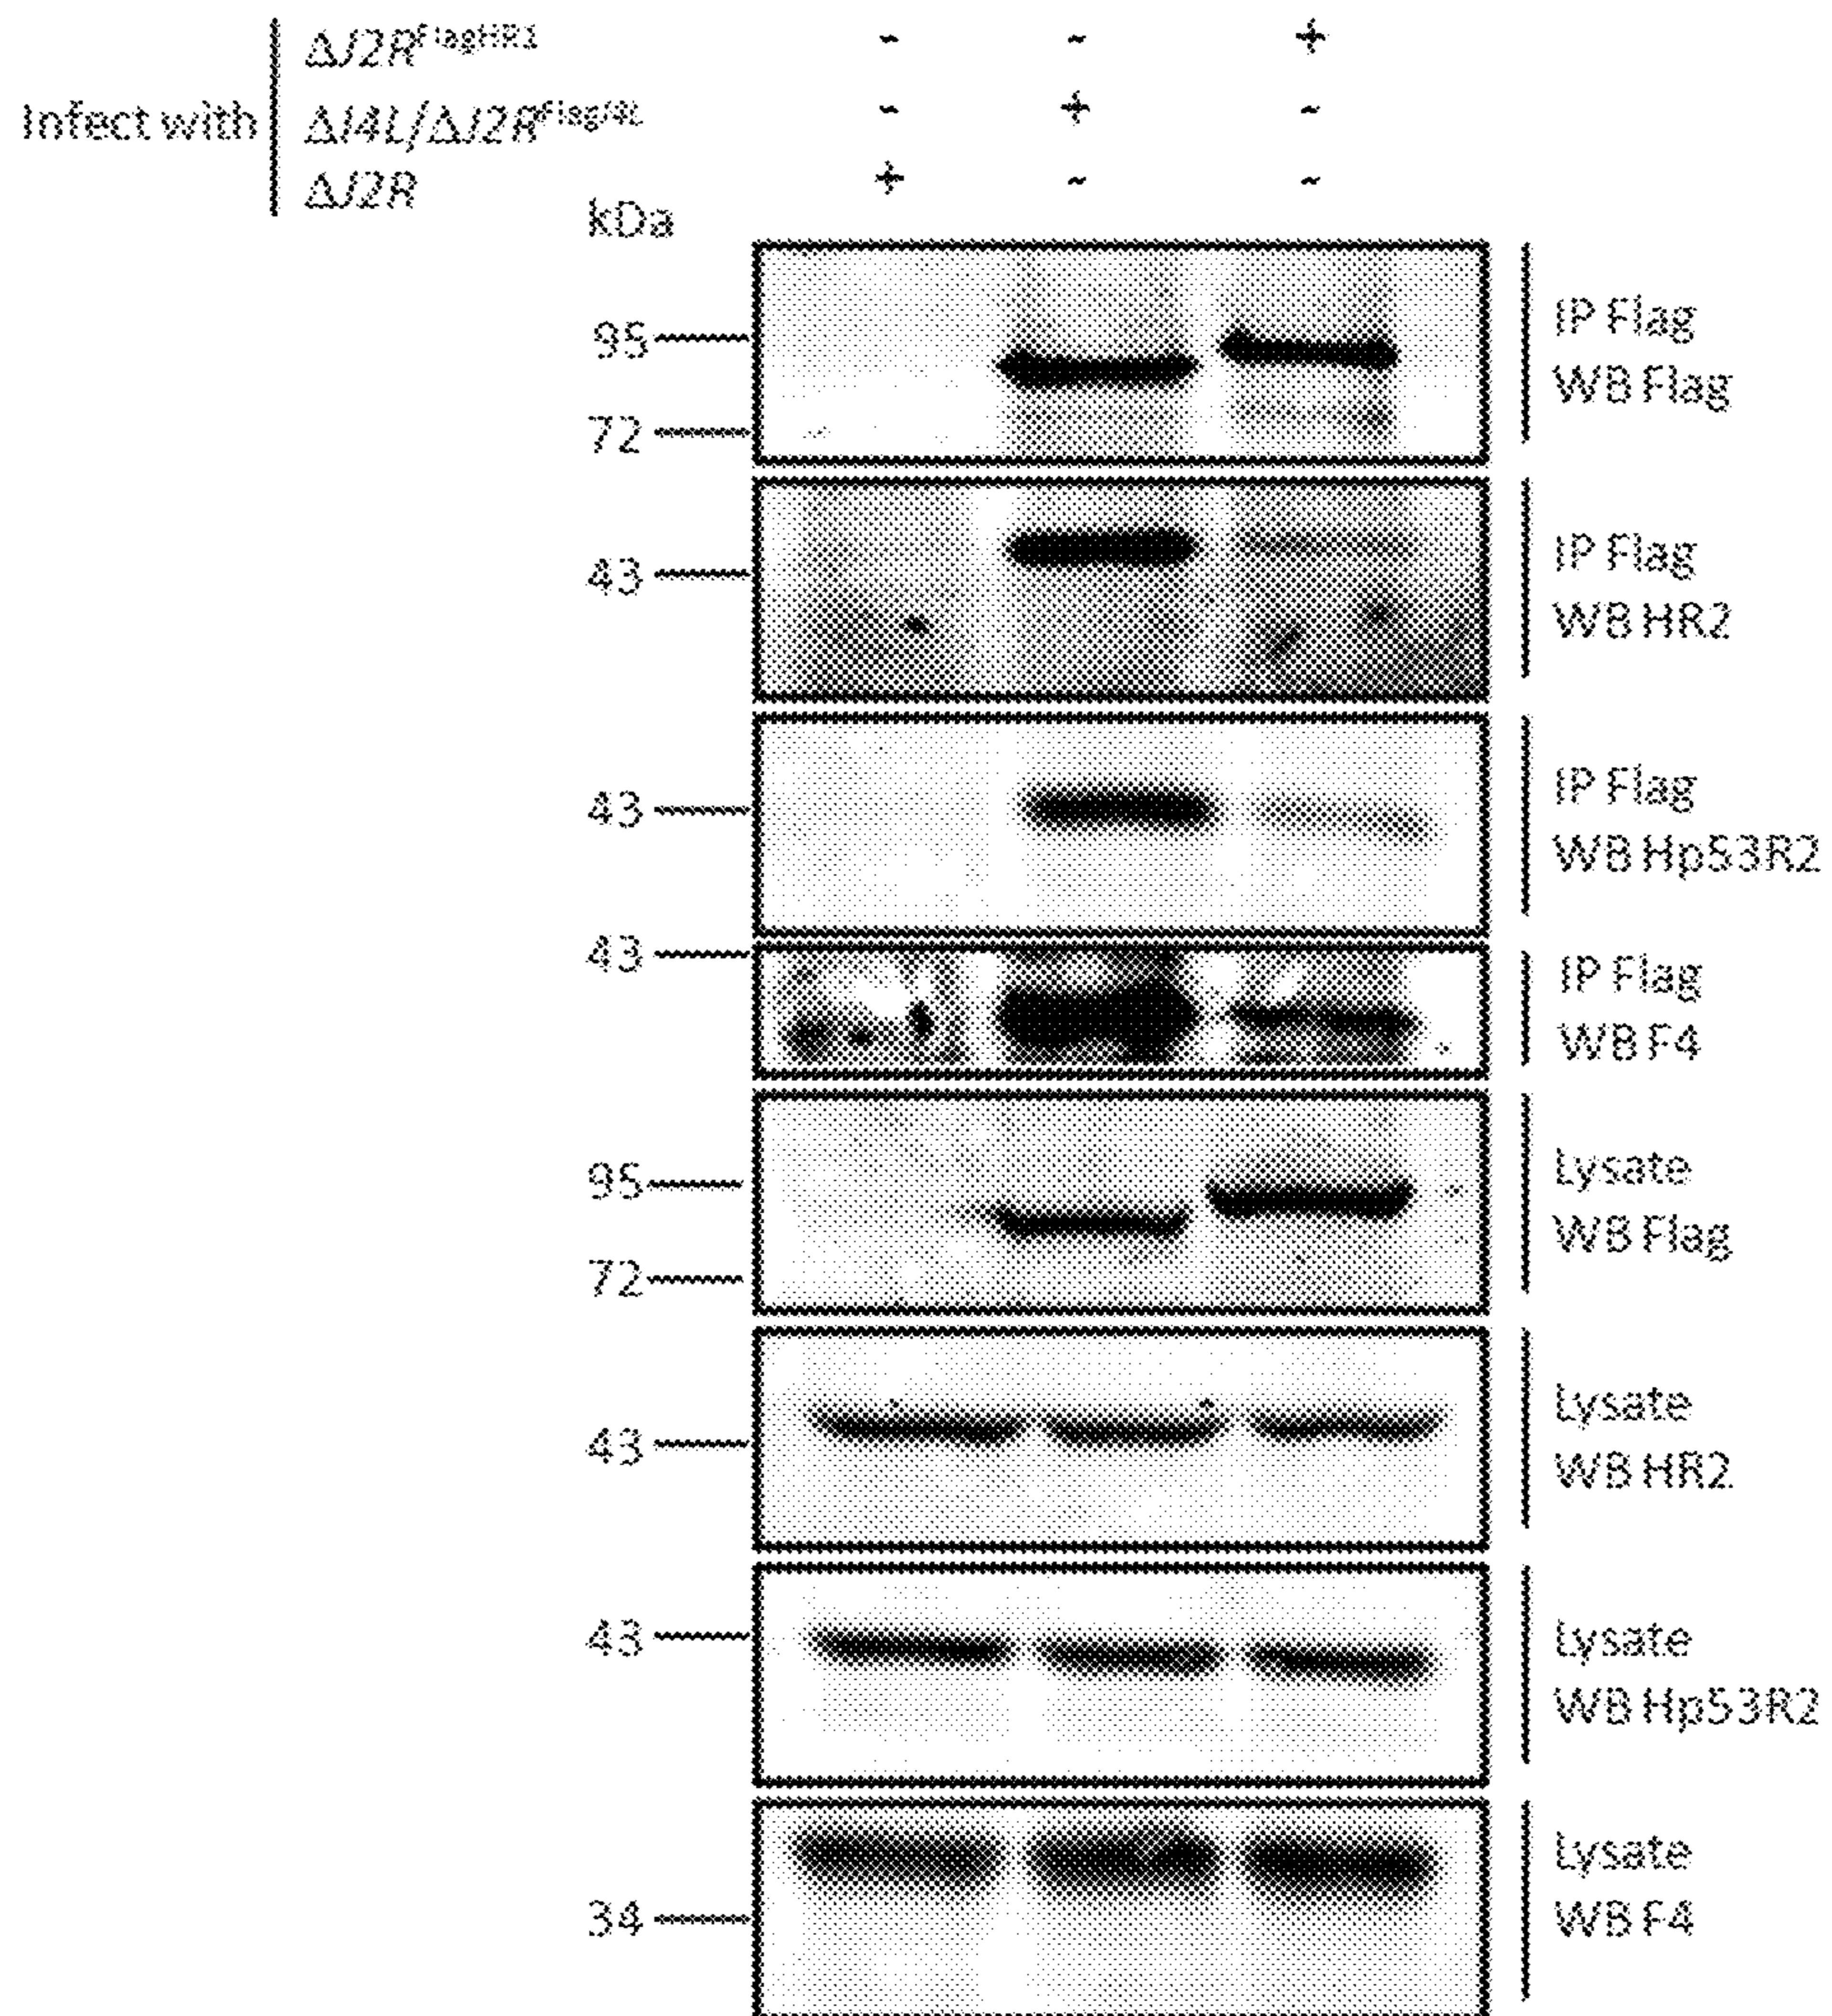 ΔJ2R^FlagHR1 - - +
Infect with ΔI4L/ΔJ2R^FlagI4L - + -
ΔJ2R + - -
kDa
95
IP Flag
72
WB Flag
IP Flag
43
WB HR2
IP Flag
43
WB Hp53R2
43
IP Flag
WB F4
95
Lysate
72
WB Flag
Lysate
43
WB HR2
43
Lysate
WB Hp53R2
Lysate
34
WB F4